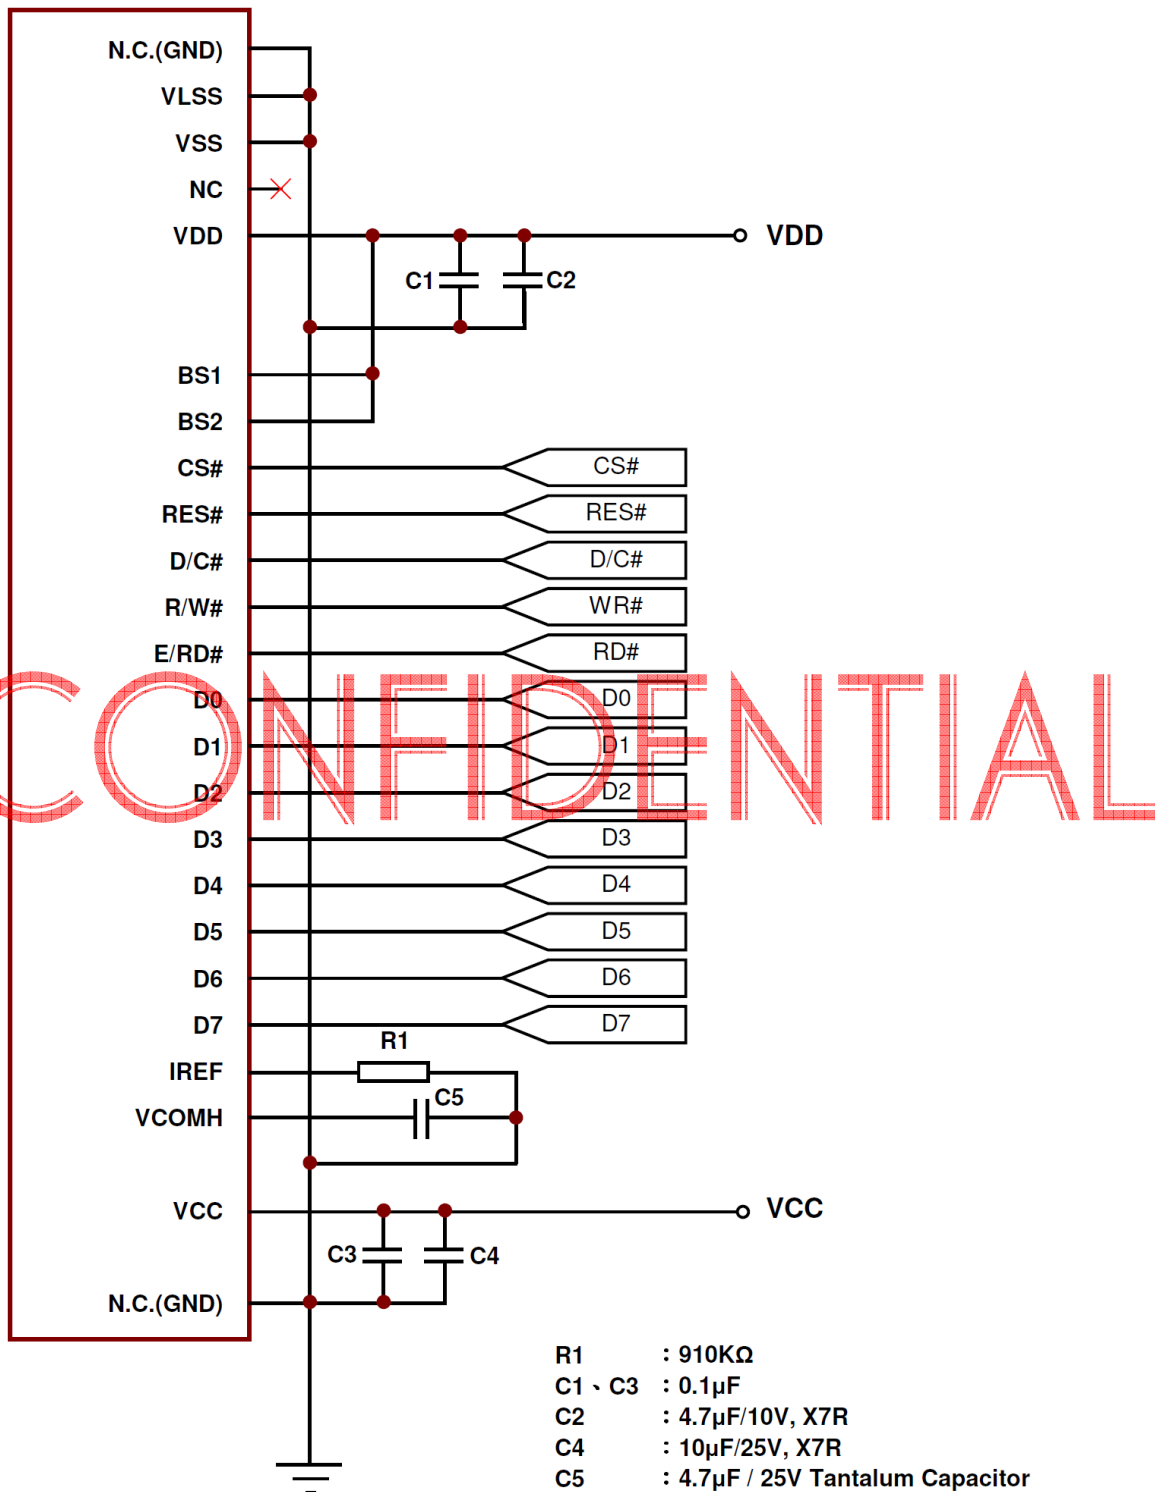 N.C.(GND)
VLSS
VSS
NC
VDD VDD
C1 C2
BS1
BS2
CS# CS#
RES# RES#
D/C# D/C#
R/W# WR#
E/RD# RD#
D0 D0
D1 D1
CONFIDENTIAL
D2 D2
D3 D3
D4 D4
D5 D5
D6 D6
D7 D7
R1
IREF
C5
VCOMH
VCC VCC
C3 C4
N.C.(GND)
R1 : 910KΩ
C1、C3 : 0.1μF
C2 : 4.7μF/10V, X7R
C4 : 10μF/25V, X7R
C5 : 4.7μF / 25V Tantalum Capacitor